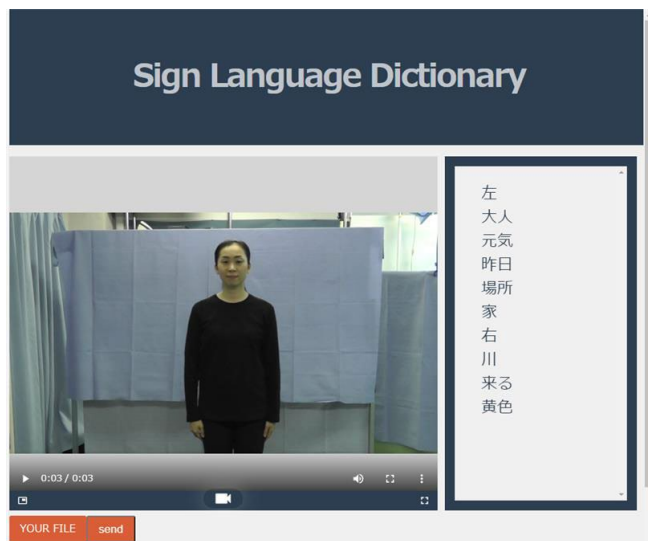 Sign Language Dictionary
左
大人
元気
昨日
場所
家
右
川
来る
黄色
0:03 / 0:03
YOUR FILE
send